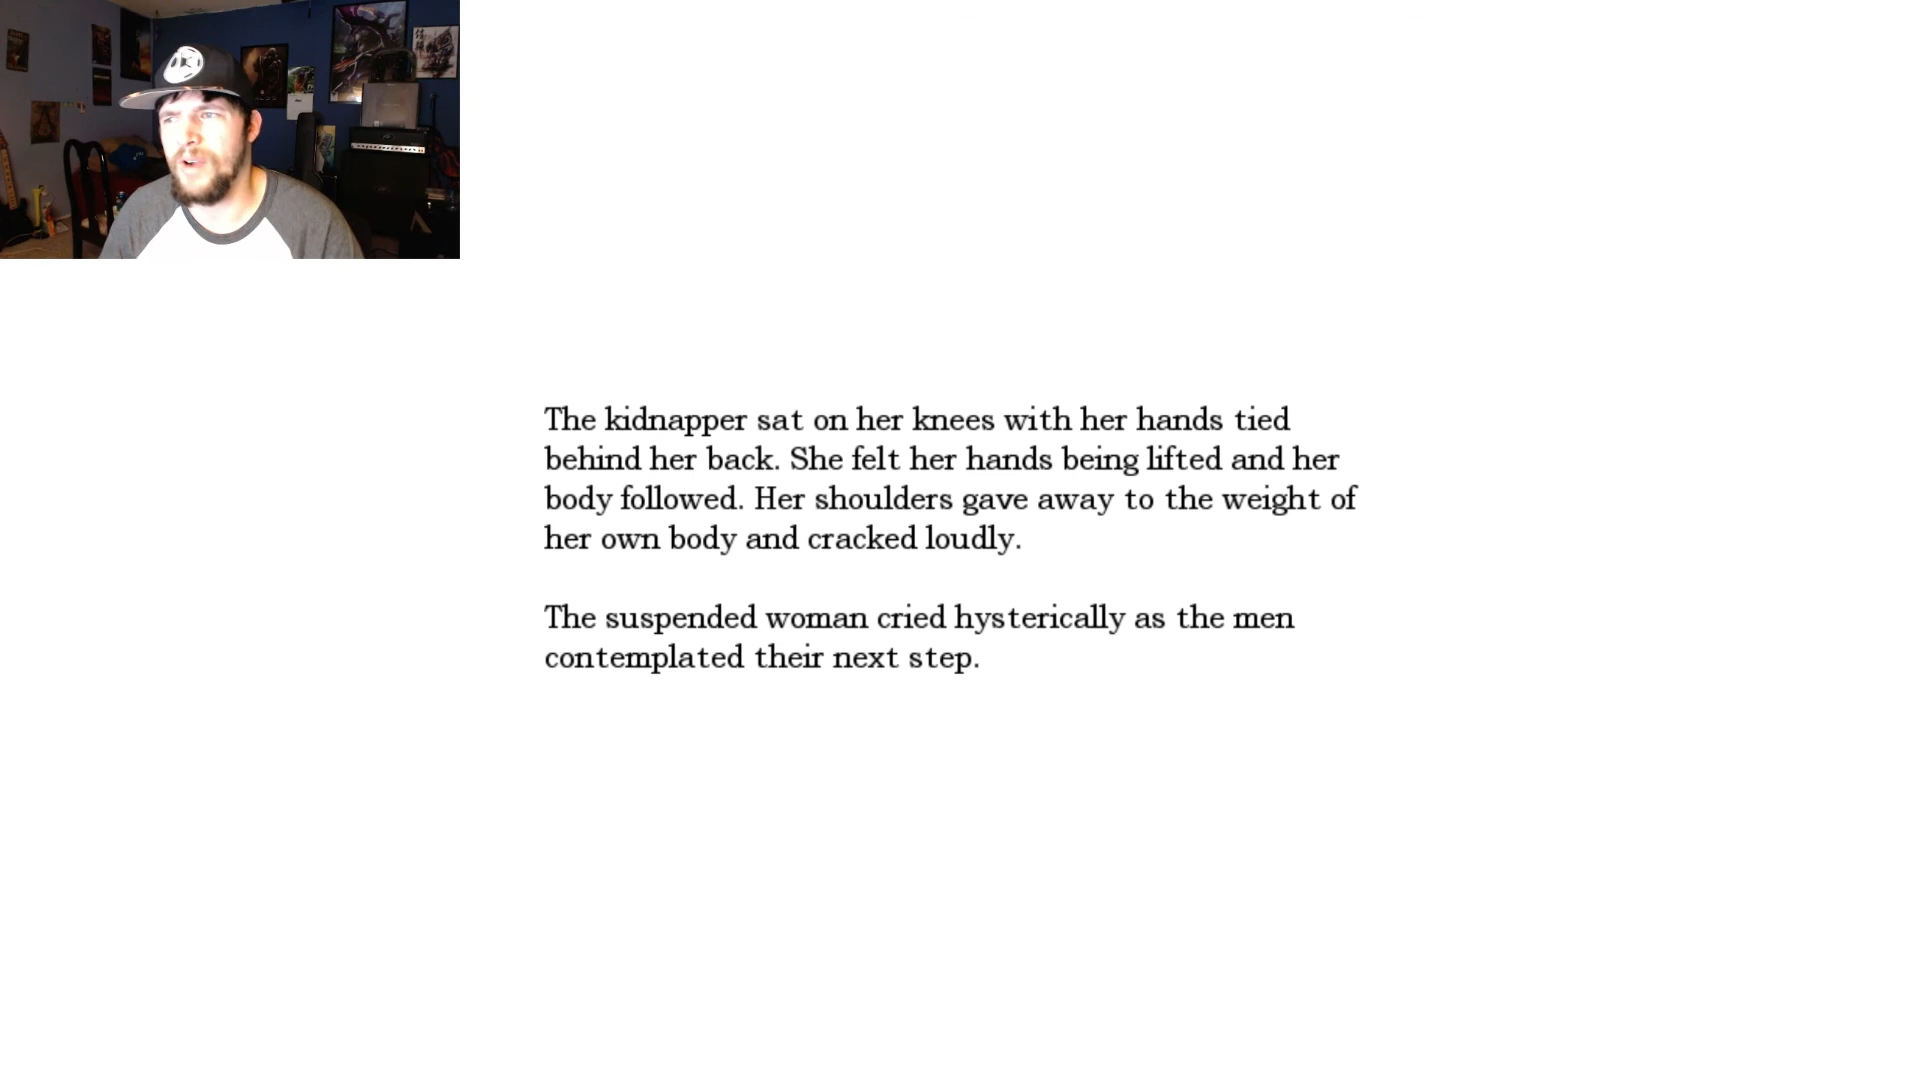 The kidnapper sat on her knees with her hands tied
behind her back. She felt her hands being lifted and her
body followed. Her shoulders gave away to the weight of
her own body and cracked loudly.
The suspended woman cried hysterically as the men
contemplated their next step.